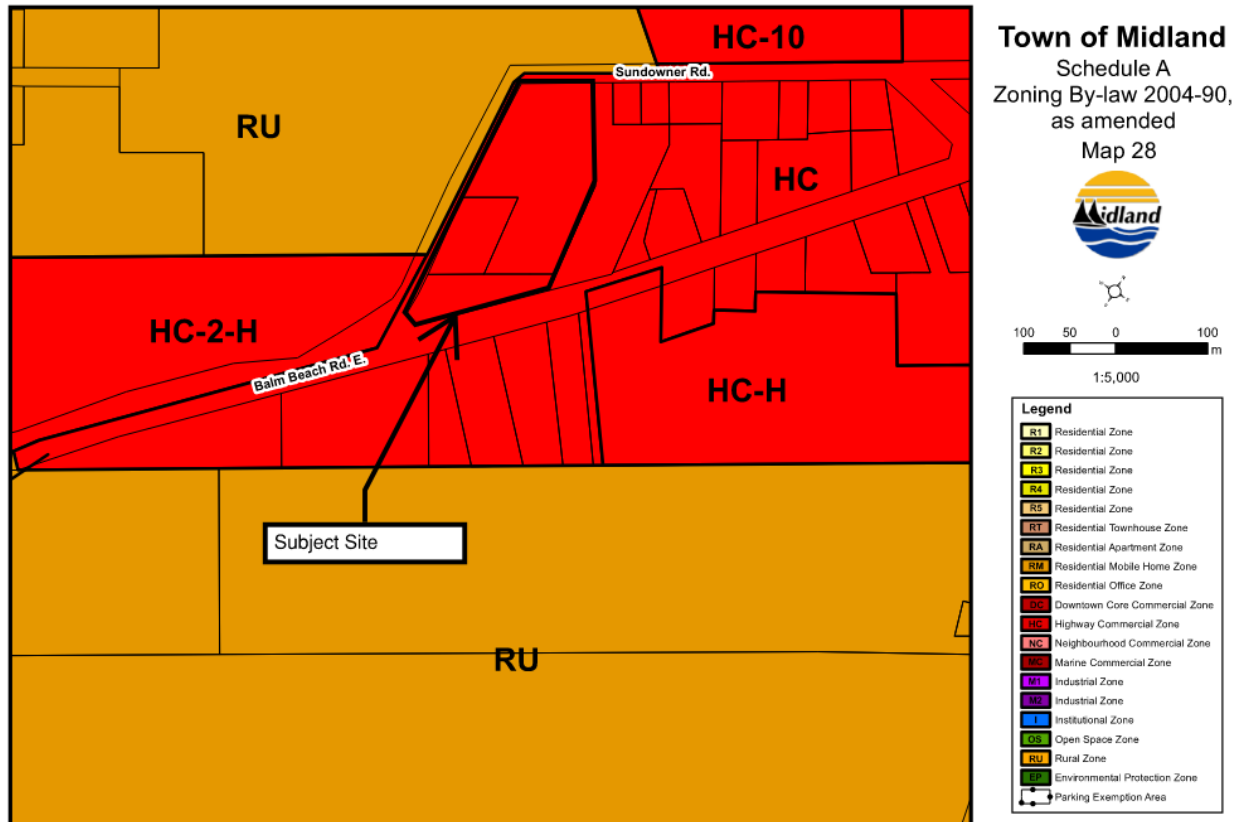 HC-10
Sundowner Rd.
RU
HC
HC-2-H
Balm Beach Rd. E.
HC-H
Subject Site
RU
Town of Midland
Schedule A
Zoning By-law 2004-90,
as amended
Map 28
Midland
100 50 0 100
m
1:5,000
Legend
R1 Residential Zone
R2 Residential Zone
R3 Residential Zone
R4 Residential Zone
R5 Residential Zone
RT Residential Townhouse Zone
RA Residential Apartment Zone
RM Residential Mobile Home Zone
RO Residential Office Zone
DC Downtown Core Commercial Zone
HC Highway Commercial Zone
NC Neighbourhood Commercial Zone
MC Marine Commercial Zone
M1 Industrial Zone
M2 Industrial Zone
I Institutional Zone
OS Open Space Zone
RU Rural Zone
EP Environmental Protection Zone
Parking Exemption Area